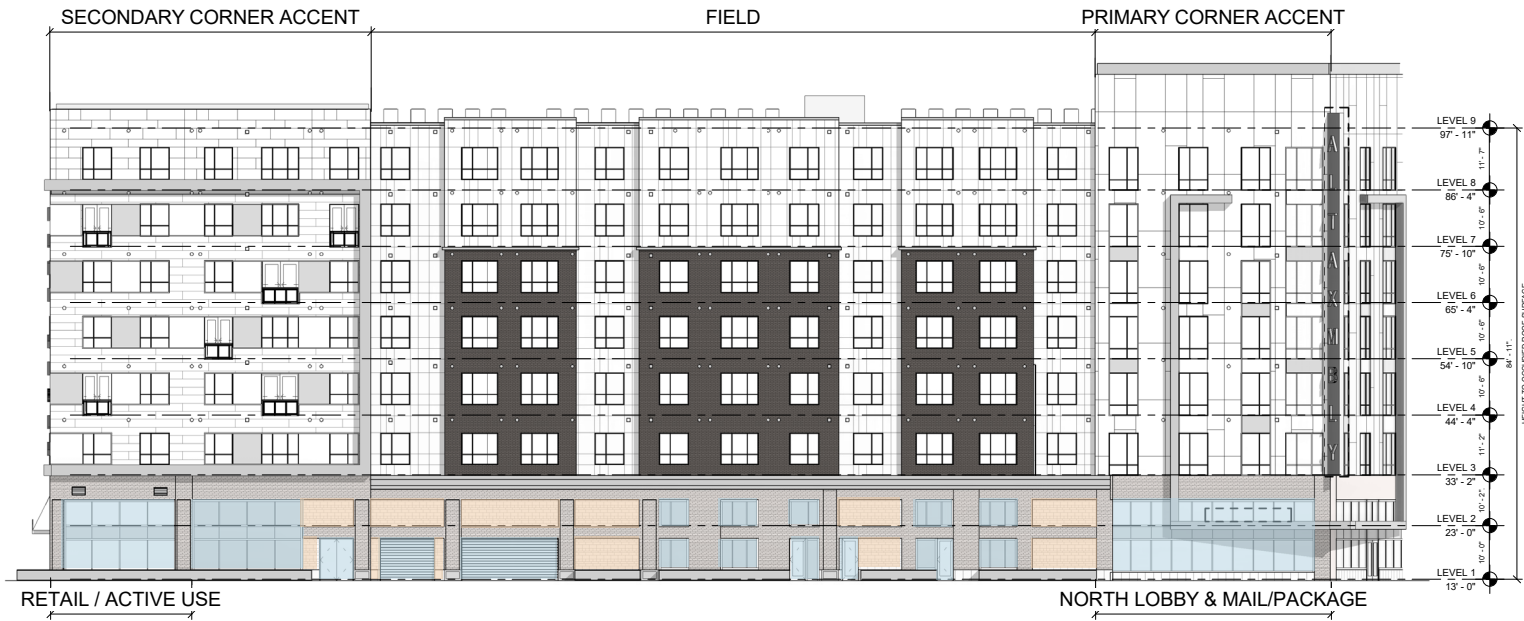 SECONDARY CORNER ACCENT
FIELD
PRIMARY CORNER ACCENT
ALTAXMBLY
LEVEL 9
97' - 11"
11' - 7"
LEVEL 8
86' - 4"
10' - 6"
LEVEL 7
75' - 10"
10' - 6"
LEVEL 6
65' - 4"
10' - 6"
LEVEL 5
54' - 10"
10' - 6"
LEVEL 4
44' - 4"
11' - 2"
LEVEL 3
33' - 2"
10' - 2"
LEVEL 2
23' - 0"
10' - 0"
LEVEL 1
13' - 0"
84' - 11"
RETAIL / ACTIVE USE
NORTH LOBBY & MAIL/PACKAGE